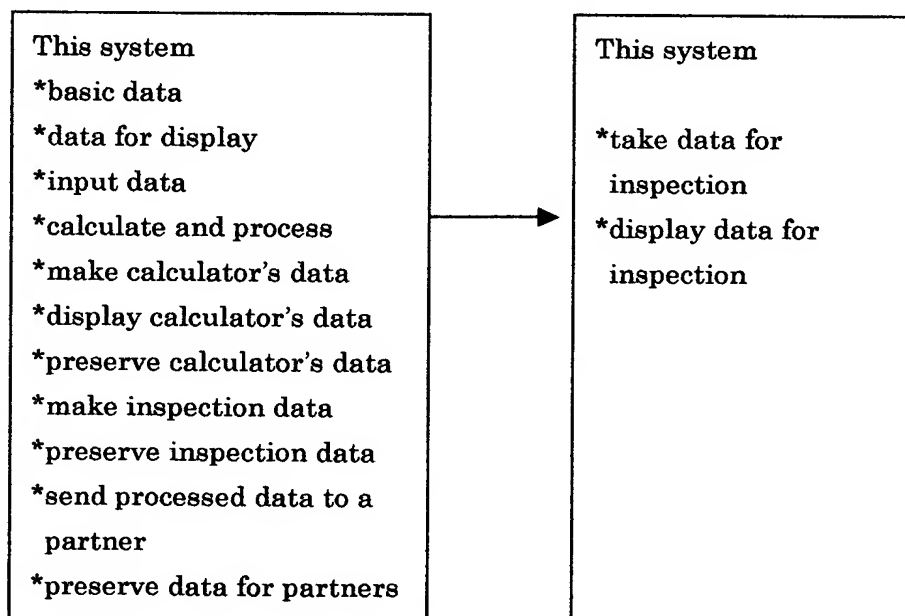 This system
*basic data
*data for display
*input data
*calculate and process
*make calculator's data
*display calculator's data
*preserve calculator's data
*make inspection data
*preserve inspection data
*send processed data to a
partner
*preserve data for partners
This system
*take data for
inspection
*display data for
inspection